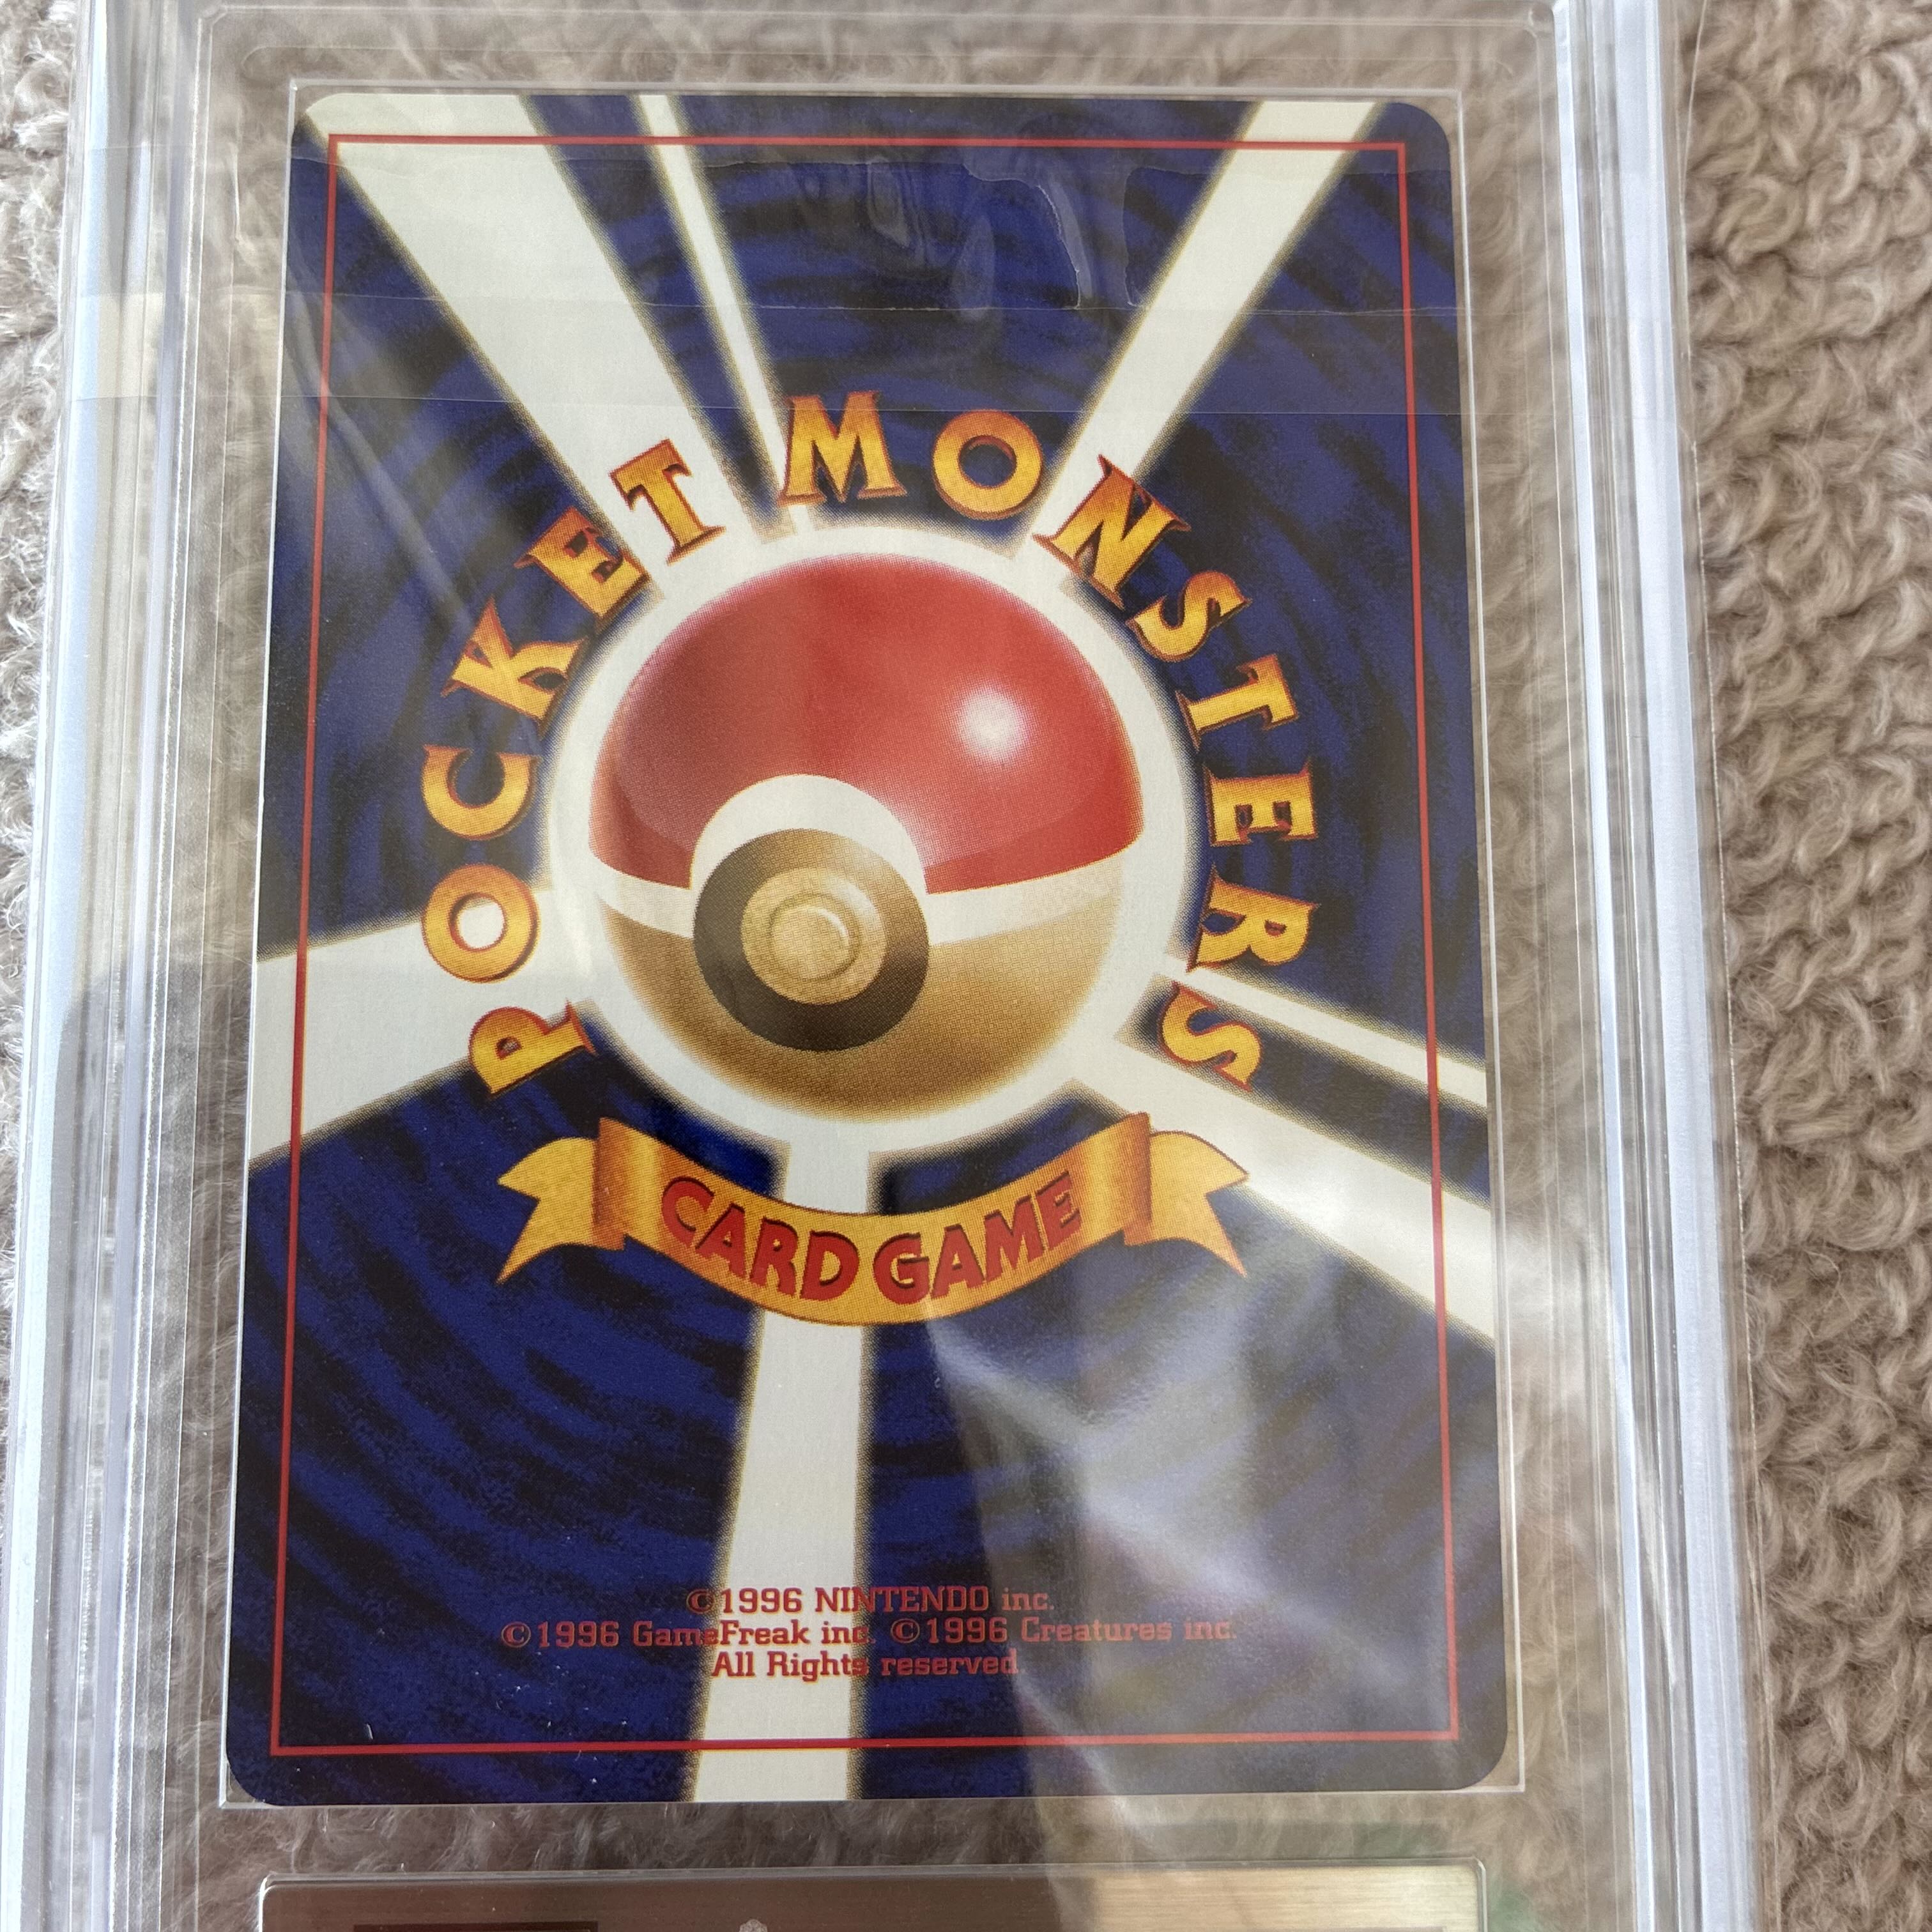 POCKET MONSTERS
CARD GAME
©1996 NINTENDO inc.
©1996 GameFreak inc. ©1996 Creatures inc.
All Rights reserved.